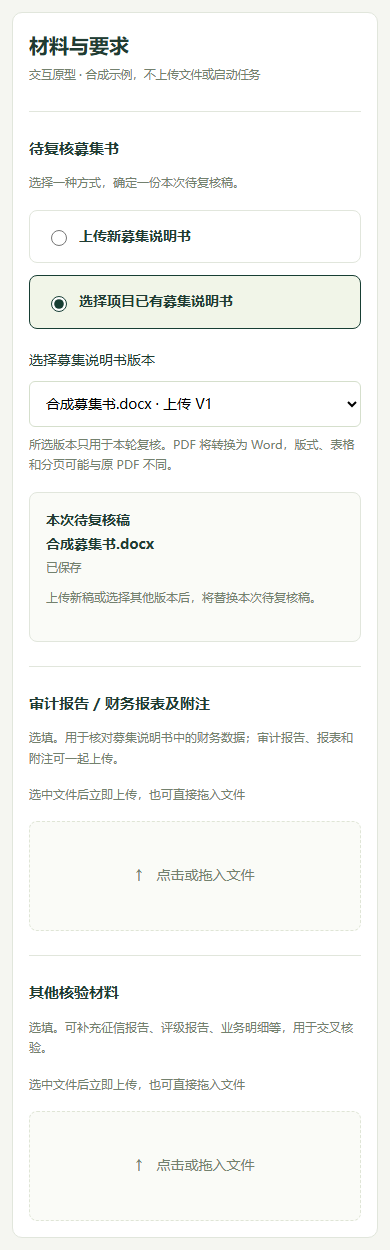 材料与要求
交互原型 · 合成示例，不上传文件或启动任务
待复核募集书
选择一种方式，确定一份本次待复核稿。
上传新募集说明书
选择项目已有募集说明书
选择募集说明书版本
合成募集书.docx · 上传 V1
所选版本只用于本轮复核。PDF 将转换为 Word，版式、表格
和分页可能与原 PDF 不同。
本次待复核稿
合成募集书.docx
已保存
上传新稿或选择其他版本后，将替换本次待复核稿。
审计报告 / 财务报表及附注
选填。用于核对募集说明书中的财务数据；审计报告、报表和
附注可一起上传。
选中文件后立即上传，也可直接拖入文件
↑ 点击或拖入文件
其他核验材料
选填。可补充征信报告、评级报告、业务明细等，用于交叉核
验。
选中文件后立即上传，也可直接拖入文件
↑ 点击或拖入文件